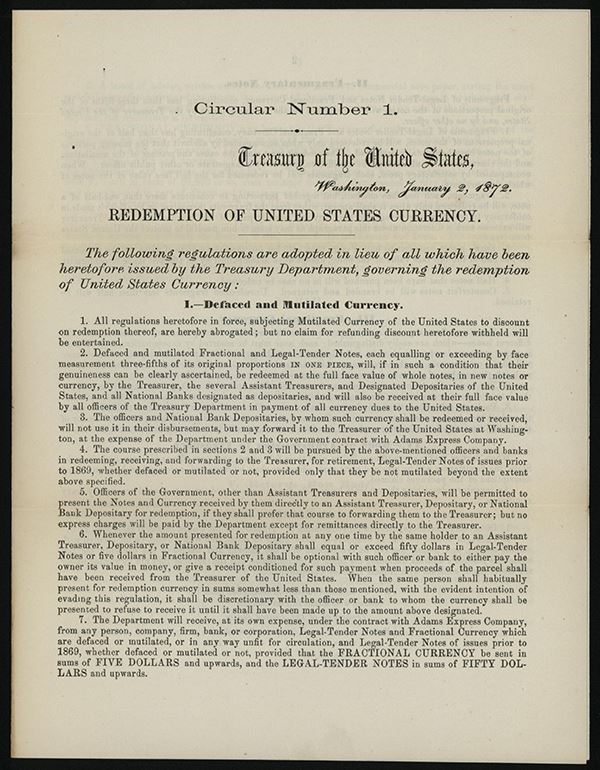 Circular Number 1.
Treasury of the United States,
Washington, January 2, 1872.
REDEMPTION OF UNITED STATES CURRENCY.
The following regulations are adopted in lieu of all which have been
heretofore issued by the Treasury Department, governing the redemption
of United States Currency:
I.—Defaced and Mutilated Currency.
1. All regulations heretofore in force, subjecting Mutilated Currency of the United States to discount
on redemption thereof, are hereby abrogated; but no claim for refunding discount heretofore withheld will
be entertained.
2. Defaced and mutilated Fractional and Legal-Tender Notes, each equalling or exceeding by face
measurement three-fifths of its original proportions IN ONE PIECE, will, if in such a condition that their
genuineness can be clearly ascertained, be redeemed at the full face value of whole notes, in new notes or
currency, by the Treasurer, the several Assistant Treasurers, and Designated Depositaries of the United
States, and all National Banks designated as depositaries, and will also be received at their full face value
by all officers of the Treasury Department in payment of all currency dues to the United States.
3. The officers and National Bank Depositaries, by whom such currency shall be redeemed or received,
will not use it in their disbursements, but may forward it to the Treasurer of the United States at Washing-
ton, at the expense of the Department under the Government contract with Adams Express Company.
4. The course prescribed in sections 2 and 3 will be pursued by the above-mentioned officers and banks
in redeeming, receiving, and forwarding to the Treasurer, for retirement, Legal-Tender Notes of issues prior
to 1869, whether defaced or mutilated or not, provided only that they be not mutilated beyond the extent
above specified.
5. Officers of the Government, other than Assistant Treasurers and Depositaries, will be permitted to
present the Notes and Currency received by them directly to an Assistant Treasurer, Depositary, or National
Bank Depositary for redemption, if they shall prefer that course to forwarding them to the Treasurer; but no
express charges will be paid by the Department except for remittances directly to the Treasurer.
6. Whenever the amount presented for redemption at any one time by the same holder to an Assistant
Treasurer, Depositary, or National Bank Depositary shall equal or exceed fifty dollars in Legal-Tender
Notes or five dollars in Fractional Currency, it shall be optional with such officer or bank to either pay the
owner its value in money, or give a receipt conditioned for such payment when proceeds of the parcel shall
have been received from the Treasurer of the United States. When the same person shall habitually
present for redemption currency in sums somewhat less than those mentioned, with the evident intention of
evading this regulation, it shall be discretionary with the officer or bank to whom the currency shall be
presented to refuse to receive it until it shall have been made up to the amount above designated.
7. The Department will receive, at its own expense, under the contract with Adams Express Company,
from any person, company, firm, bank, or corporation, Legal-Tender Notes and Fractional Currency which
are defaced or mutilated, or in any way unfit for circulation, and Legal-Tender Notes of issues prior to
1869, whether defaced or mutilated or not, provided that the FRACTIONAL CURRENCY be sent in
sums of FIVE DOLLARS and upwards, and the LEGAL-TENDER NOTES in sums of FIFTY DOL-
LARS and upwards.